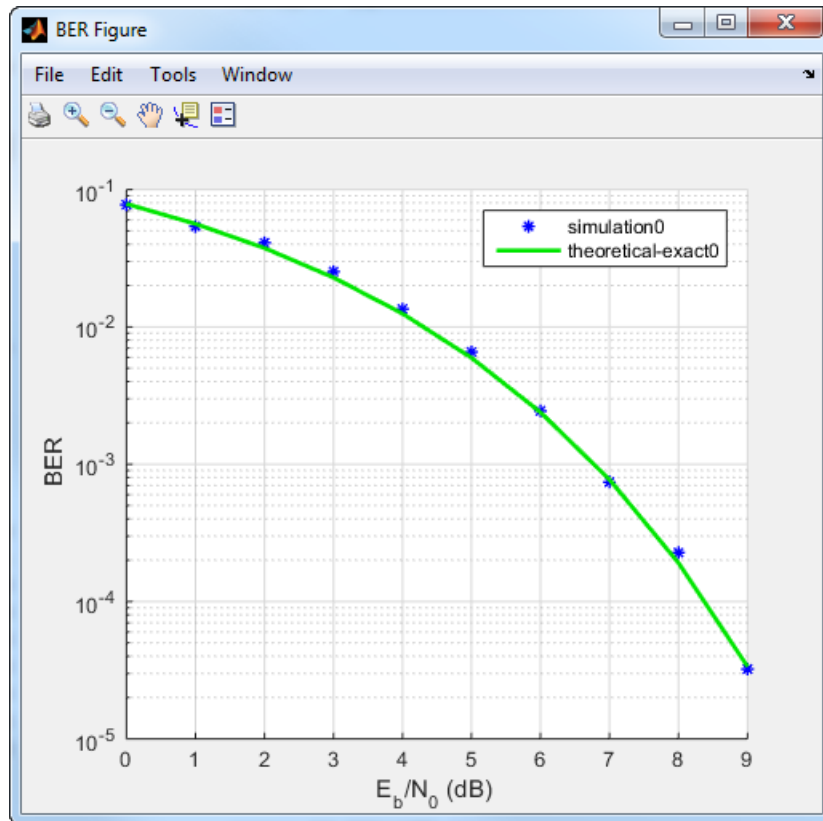 BER Figure
File Edit Tools Window
10^-1
10^-2
10^-3
10^-4
10^-5
BER
simulation0
theoretical-exact0
0 1 2 3 4 5 6 7 8 9
E_b/N_0 (dB)